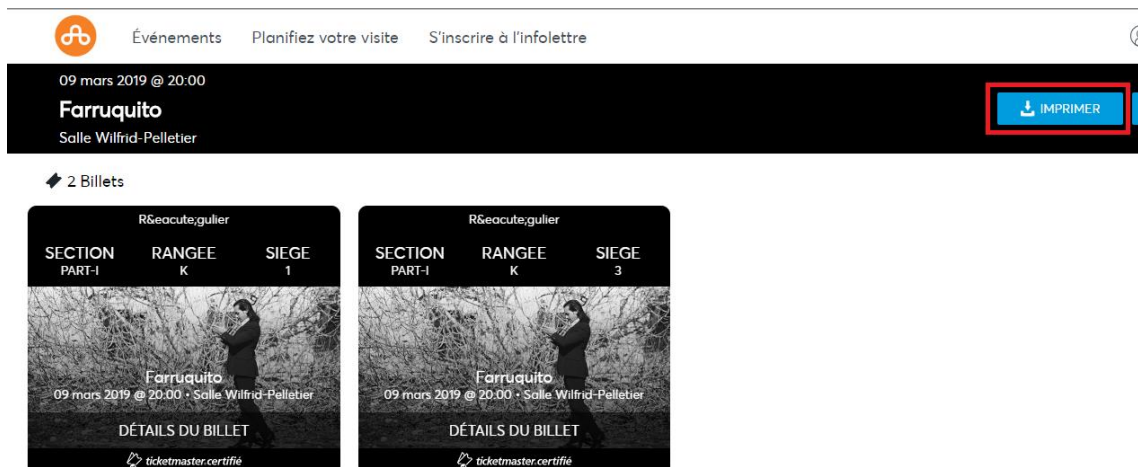 Événements Planifiez votre visite S'inscrire à l'infolettre
09 mars 2019 @ 20:00
Farruquito
Salle Wilfrid-Pelletier
IMPRIMER
2 Billets
R&eacute;gulier
SECTION RANGEE SIEGE
PART-I K 1
Farruquito
09 mars 2019 @ 20:00 • Salle Wilfrid-Pelletier
DÉTAILS DU BILLET
ticketmaster.certifié
R&eacute;gulier
SECTION RANGEE SIEGE
PART-I K 3
Farruquito
09 mars 2019 @ 20:00 • Salle Wilfrid-Pelletier
DÉTAILS DU BILLET
ticketmaster.certifié